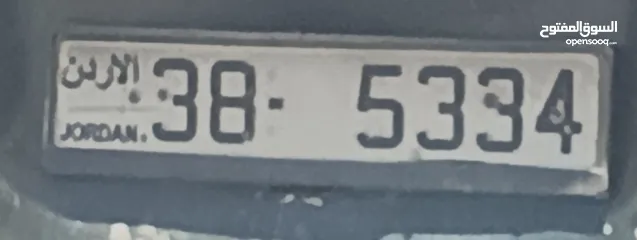 السوق المفتوح
opensooq.com
الاردن
38- 5334
JORDAN.